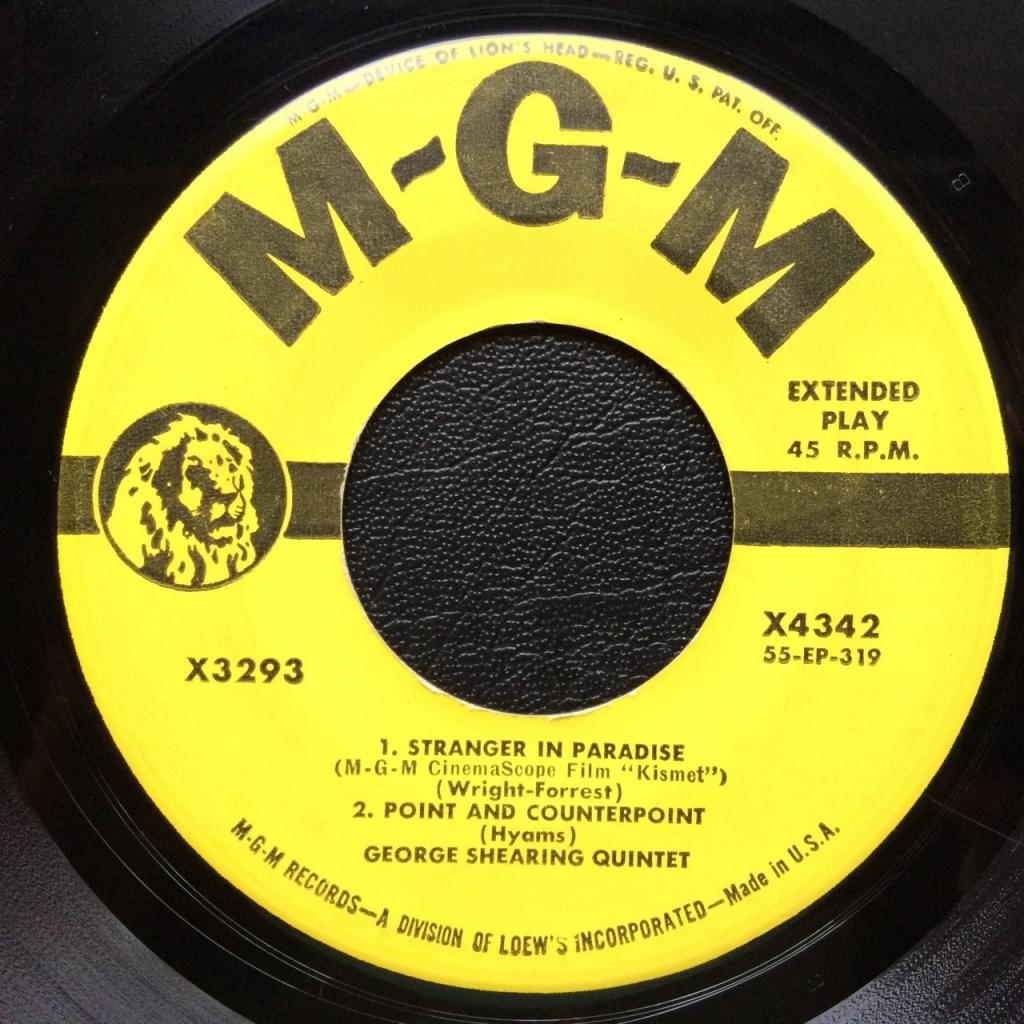 M-G-M—DEVICE OF LION'S HEAD—REG. U. S. PAT. OFF.
M-G-M
EXTENDED
PLAY
45 R.P.M.
X4342
55-EP-319
X3293
1. STRANGER IN PARADISE
(M-G-M CinemaScope Film "Kismet")
(Wright-Forrest)
2. POINT AND COUNTERPOINT
(Hyams)
GEORGE SHEARING QUINTET
M-G-M RECORDS—A DIVISION OF LOEW'S INCORPORATED—Made in U.S.A.